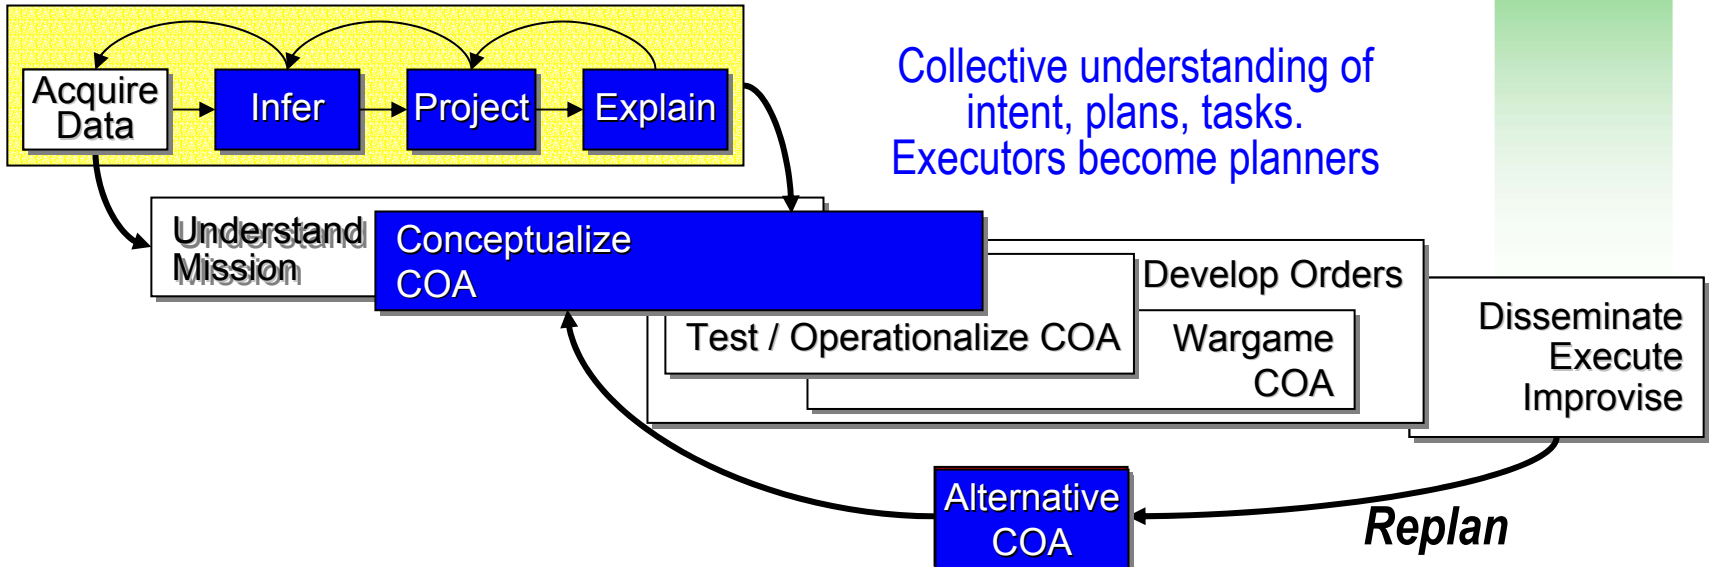 Acquire
Data
Infer
Project
Explain
Collective understanding of
intent, plans, tasks.
Executors become planners
Understand
Mission
Conceptualize
COA
Develop Orders
Test / Operationalize COA
Wargame
COA
Disseminate
Execute
Improvise
Alternative
COA
Replan